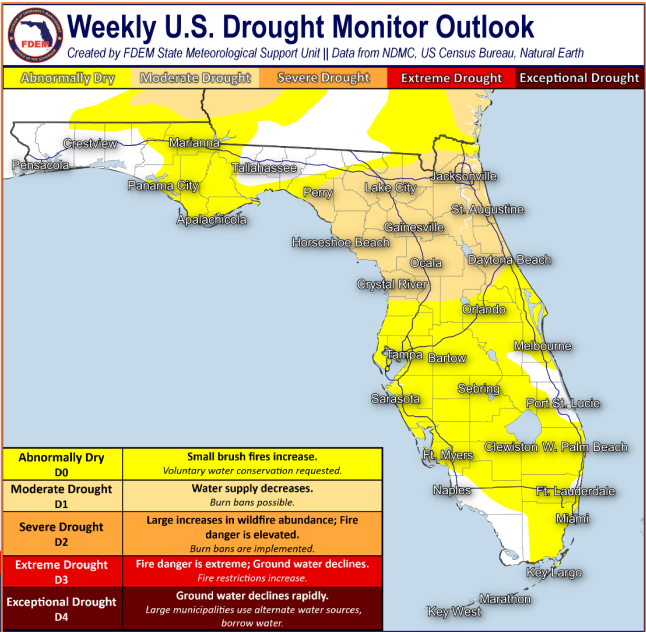 Weekly U.S. Drought Monitor Outlook
FDEM
Created by FDEM State Meteorological Support Unit || Data from NDMC, US Census Bureau, Natural Earth
Abnormally Dry Moderate Drought Severe Drought Extreme Drought Exceptional Drought
Crestview
Marianna
Pensacola
Tallahassee
Jacksonville
Panama City
Perry
Lake City
St. Augustine
Apalachicola
Gainesville
Horseshoe Beach
Ocala
Daytona Beach
Crystal River
Orlando
Melbourne
Tampa
Bartow
Sebring
Sarasota
Port St. Lucie
Clewiston
W. Palm Beach
Ft. Myers
Naples
Ft. Lauderdale
Miami
Key Largo
Marathon
Key West
Abnormally Dry
D0
Small brush fires increase.
Voluntary water conservation requested.
Moderate Drought
D1
Water supply decreases.
Burn bans possible.
Severe Drought
D2
Large increases in wildfire abundance; Fire
danger is elevated.
Burn bans are implemented.
Extreme Drought
D3
Fire danger is extreme; Ground water declines.
Fire restrictions increase.
Exceptional Drought
D4
Ground water declines rapidly.
Large municipalities use alternate water sources,
borrow water.